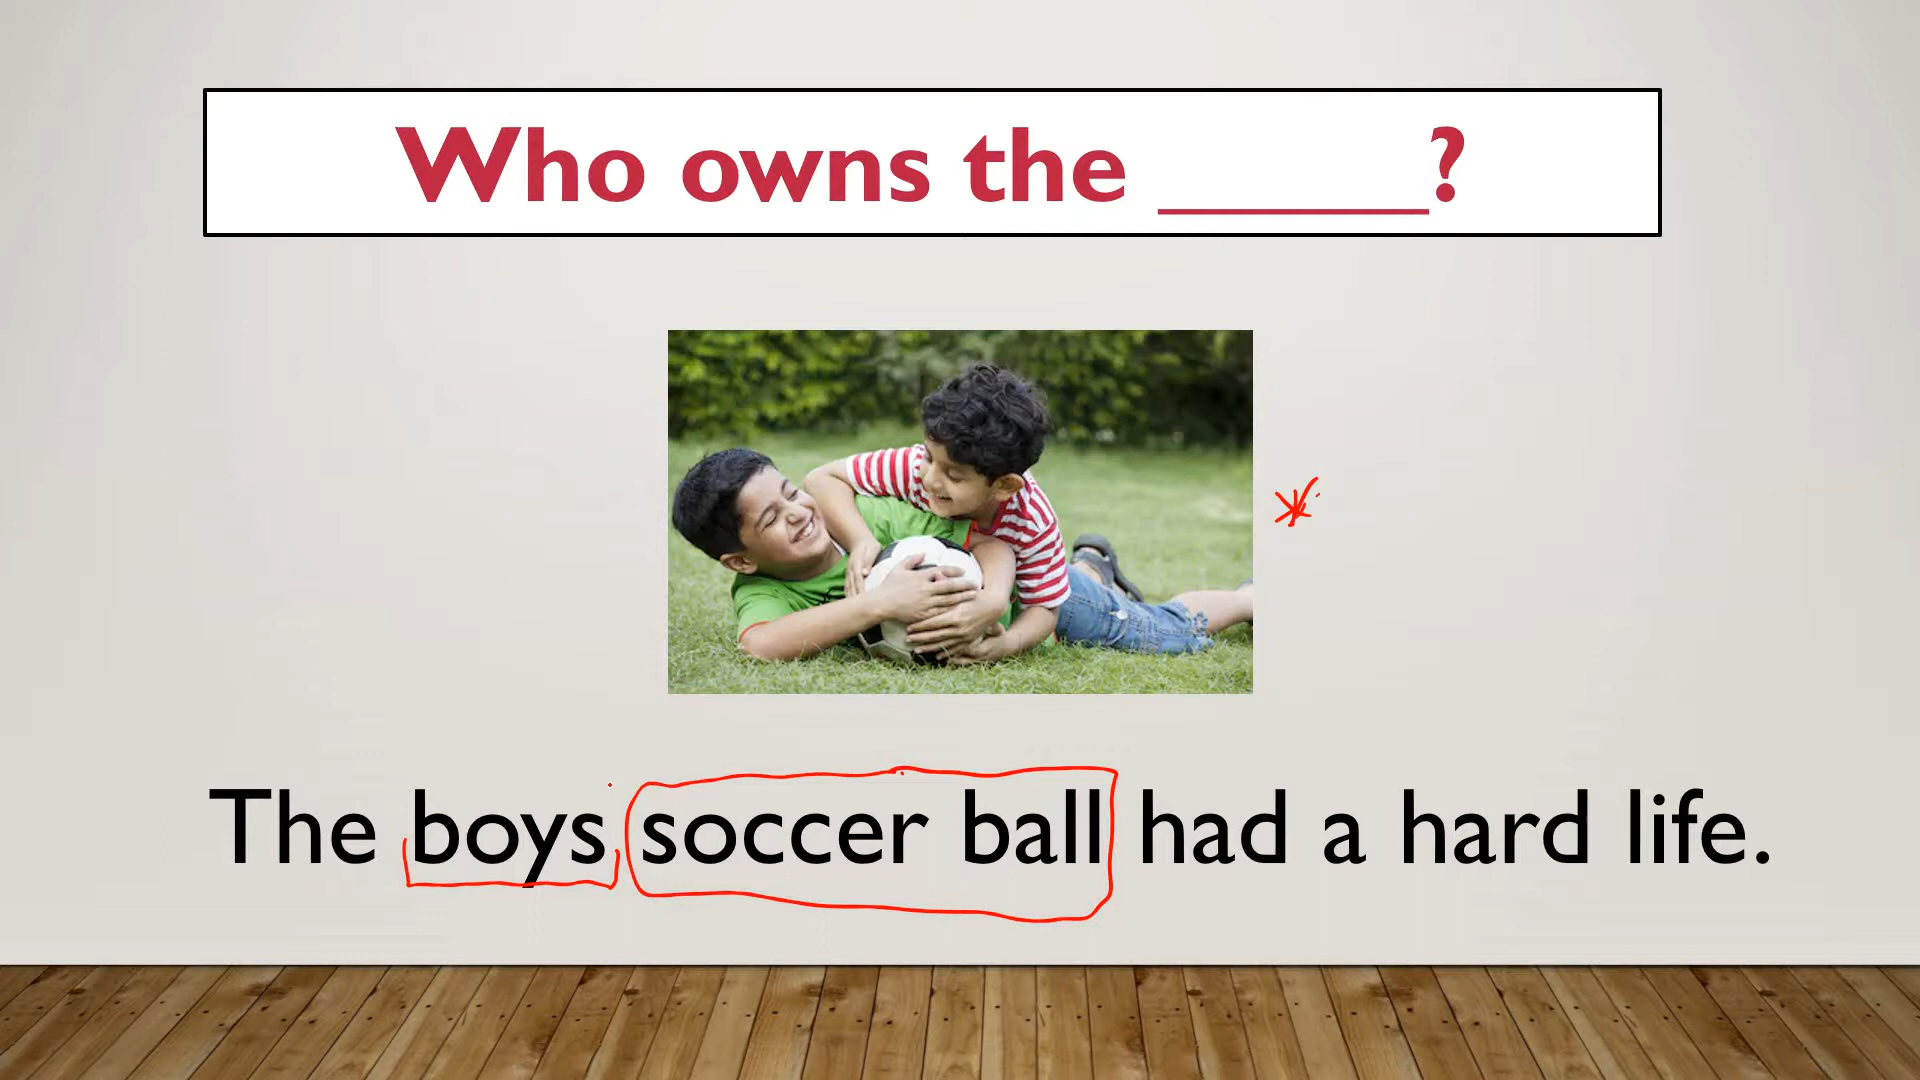 Who owns the ______?
The boys soccer ball had a hard life.